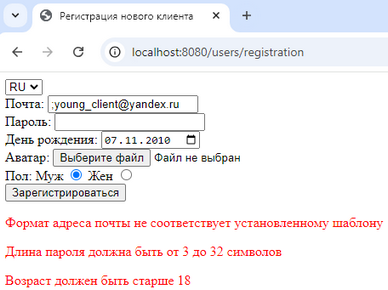 Регистрация нового клиента
localhost:8080/users/registration
RU
Почта: ;young_client@yandex.ru
Пароль:
День рождения: 07.11.2010
Аватар: Выберите файл Файл не выбран
Пол: Муж Жен
Зарегистрироваться
Формат адреса почты не соответствует установленному шаблону
Длина пароля должна быть от 3 до 32 символов
Возраст должен быть старше 18